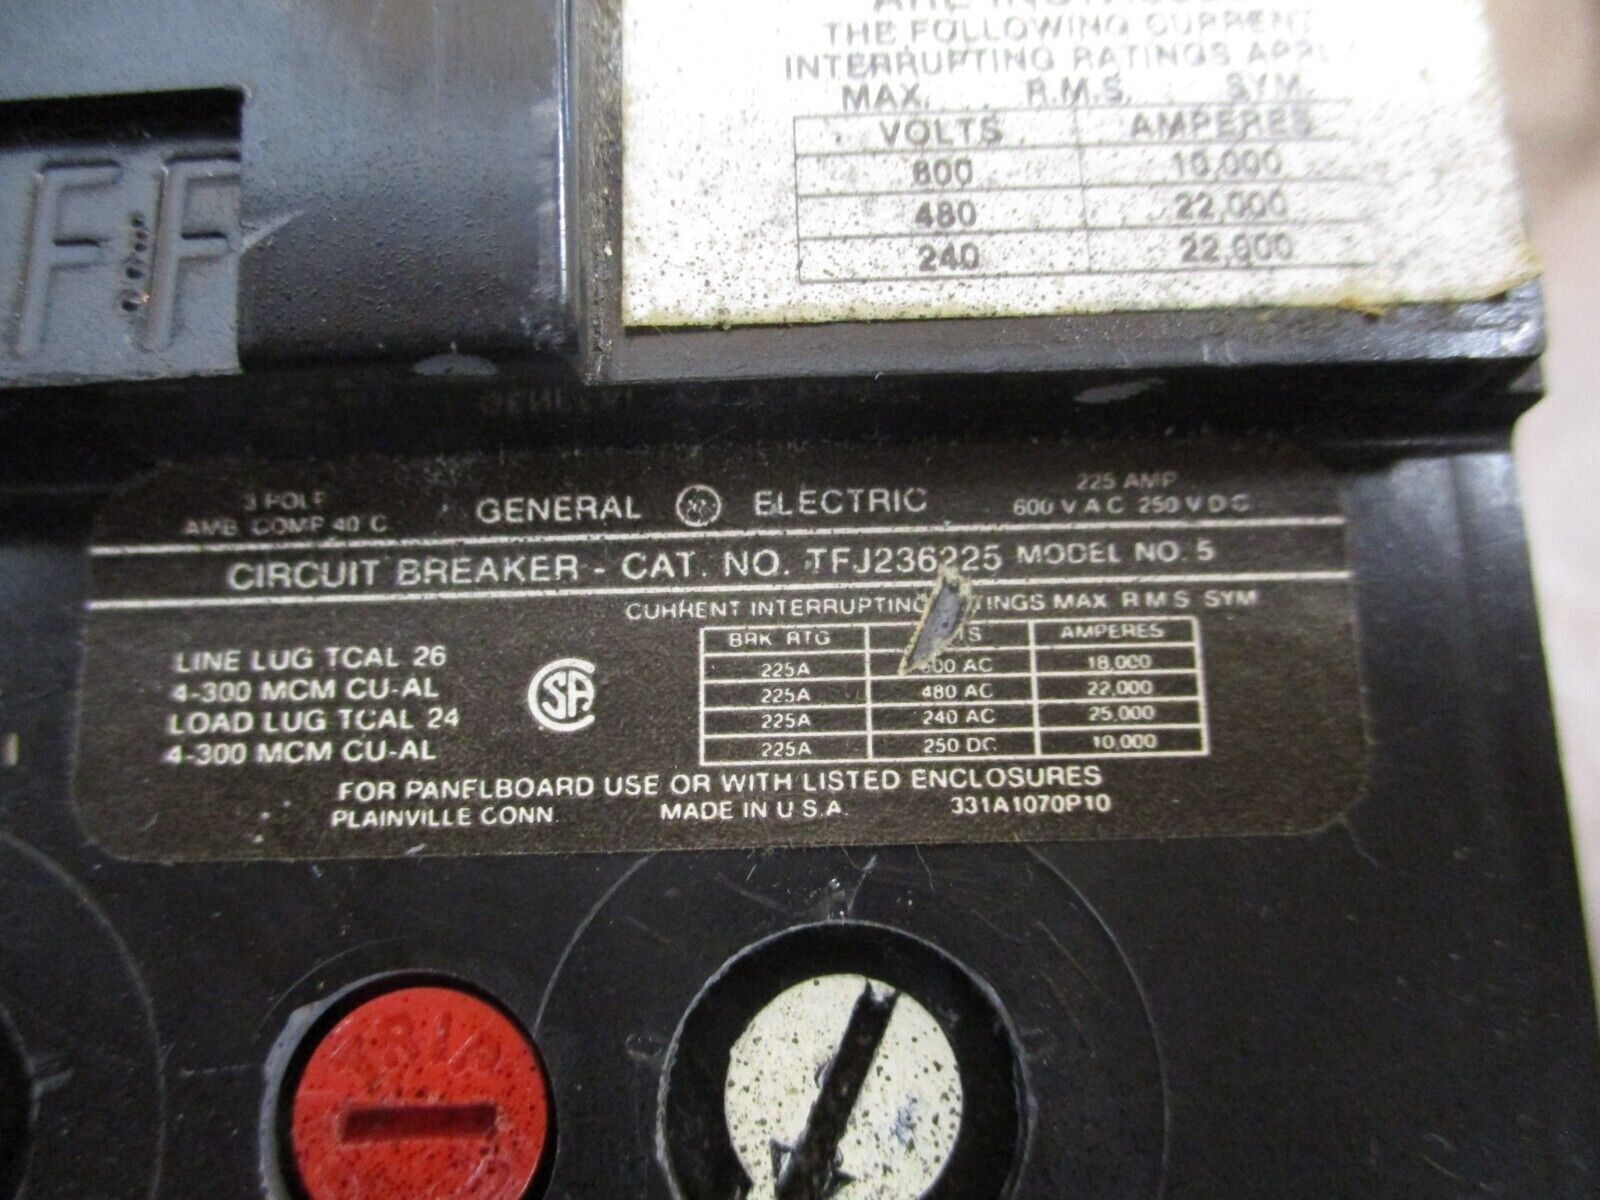 FF
THE FOLLOWING CURRENT
INTERRUPTING RATINGS
MAX. R.M.S. SYM.
VOLTS AMPERES
600 10,000
480 22,000
240 22,000
3 POLE
AMB. COMP 40 C
GENERAL ELECTRIC
225 AMP
600 V A C 250 V D C
CIRCUIT BREAKER - CAT. NO. TFJ236225 MODEL NO. 5
CURRENT INTERRUPTING MAX R M S SYM
BRK RTG AMPERES
225A 600 AC 18,000
225A 480 AC 22,000
225A 240 AC 25,000
225A 250 DC 10,000
LINE LUG TCAL 26
4-300 MCM CU-AL
LOAD LUG TCAL 24
4-300 MCM CU-AL
SA
FOR PANELBOARD USE OR WITH LISTED ENCLOSURES
PLAINVILLE CONN. MADE IN U.S.A. 331A1070P10